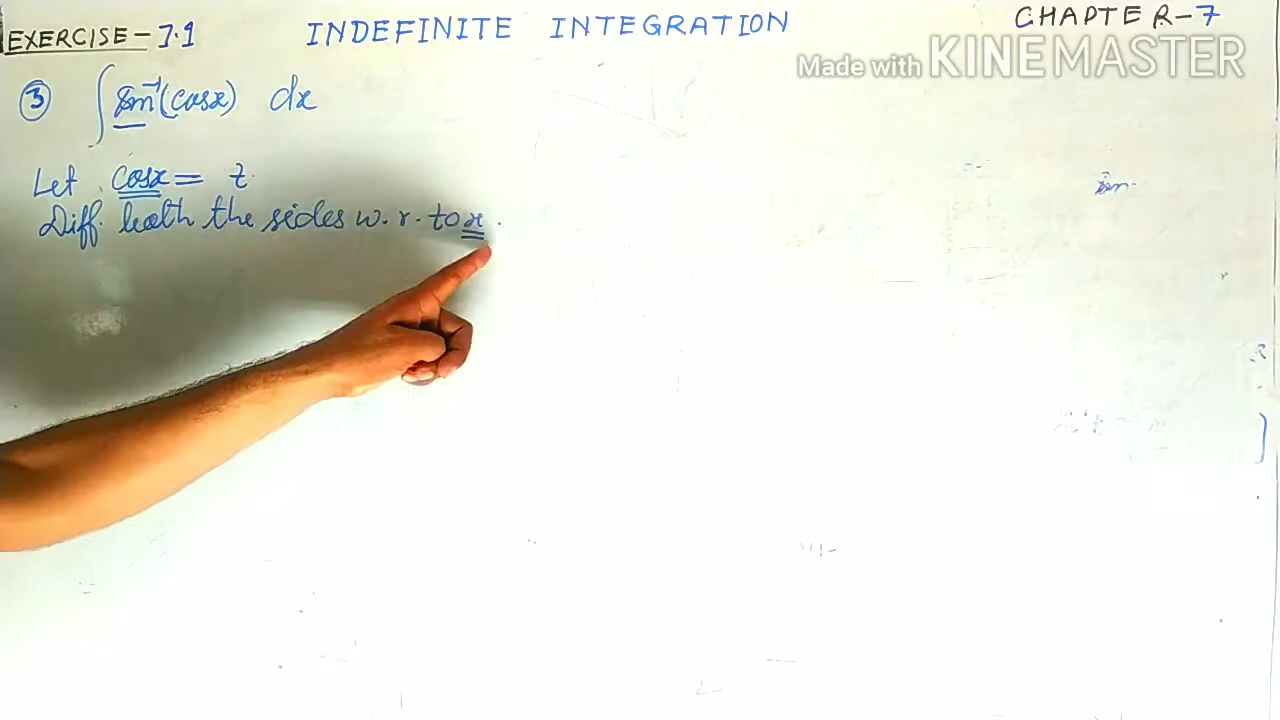 EXERCISE-7.1 INDEFINITE INTEGRATION CHAPTER-7
Made with KINEMASTER
③ ∫ sin⁻¹(cosx) dx
Let cosx = t
Diff. both the sides w.r. to x.
sin